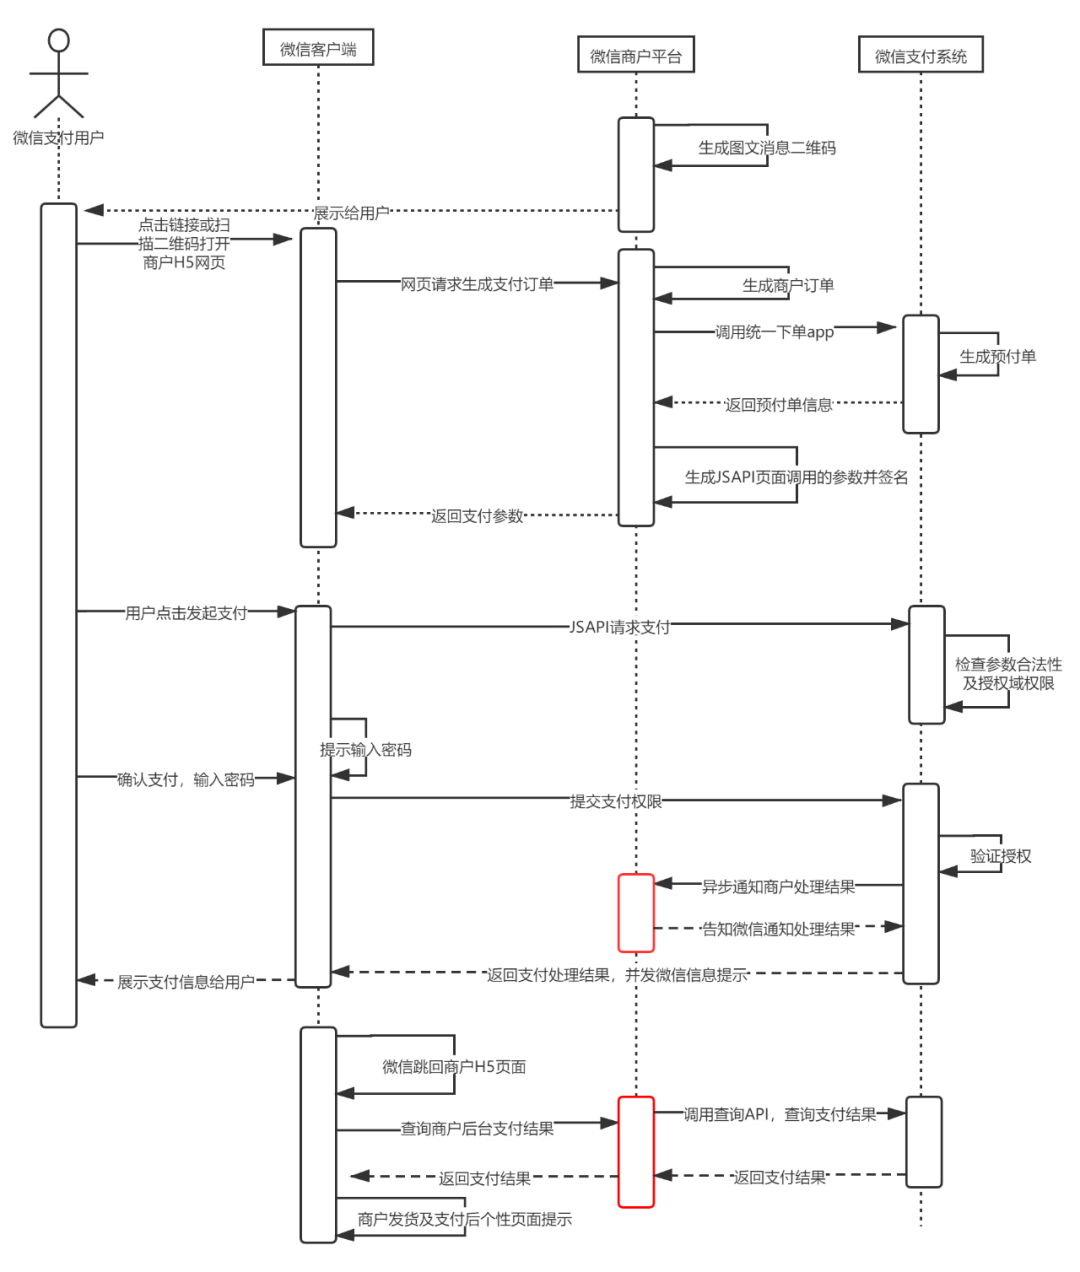 微信客户端
微信商户平台
微信支付系统
微信支付用户
生成图文消息二维码
展示给用户
点击链接或扫
描二维码打开
商户H5网页
网页请求生成支付订单
生成商户订单
调用统一下单app
生成预付单
返回预付单信息
生成JSAPI页面调用的参数并签名
返回支付参数
用户点击发起支付
JSAPI请求支付
检查参数合法性
及授权域权限
提示输入密码
确认支付，输入密码
提交支付权限
验证授权
异步通知商户处理结果
告知微信通知处理结果
返回支付处理结果，并发微信信息提示
展示支付信息给用户
微信跳回商户H5页面
调用查询API，查询支付结果
查询商户后台支付结果
返回支付结果
返回支付结果
商户发货及支付后个性页面提示